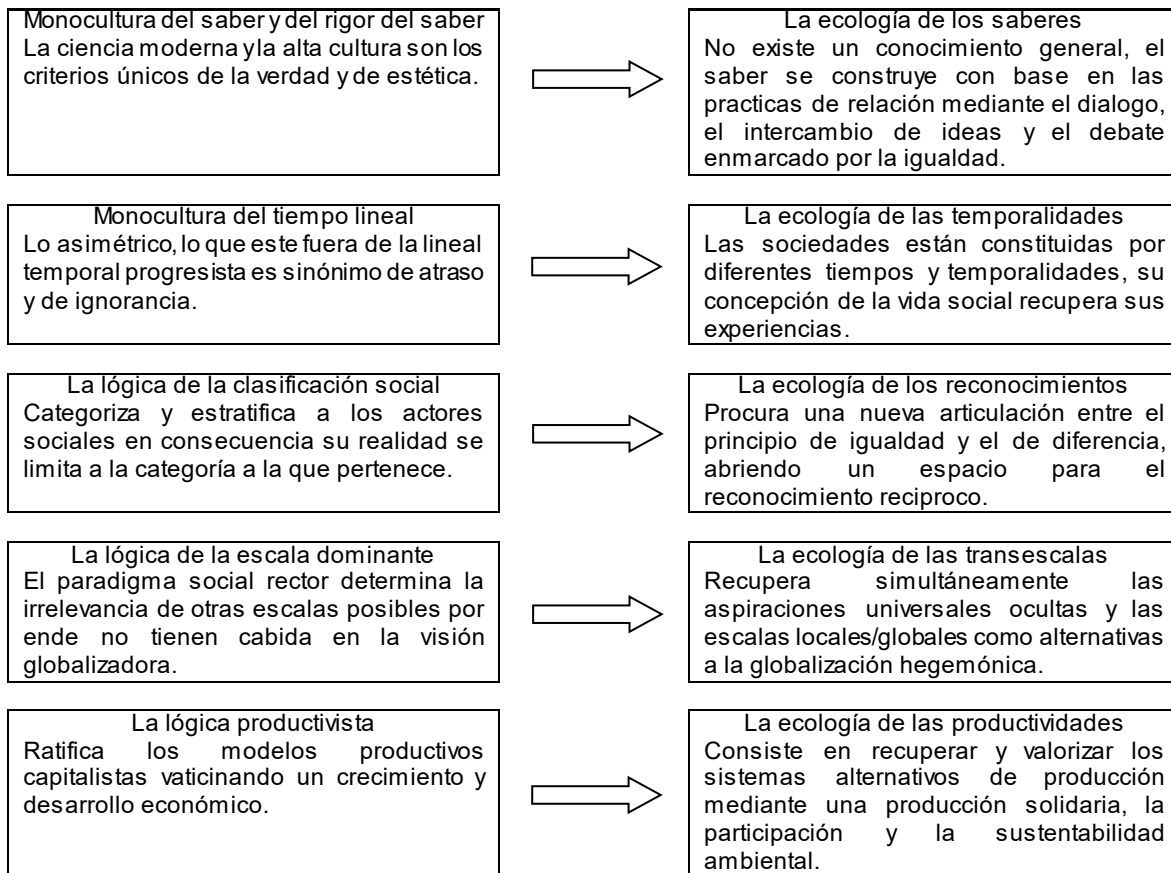 Monocultura del saber y del rigor del saber
La ciencia moderna y la alta cultura son los
criterios únicos de la verdad y de estética.
La ecología de los saberes
No existe un conocimiento general, el
saber se construye con base en las
practicas de relación mediante el dialogo,
el intercambio de ideas y el debate
enmarcado por la igualdad.
Monocultura del tiempo lineal
Lo asimétrico, lo que este fuera de la lineal
temporal progresista es sinónimo de atraso
y de ignorancia.
La ecología de las temporalidades
Las sociedades están constituidas por
diferentes tiempos y temporalidades, su
concepción de la vida social recupera sus
experiencias.
La lógica de la clasificación social
Categoriza y estratifica a los actores
sociales en consecuencia su realidad se
limita a la categoría a la que pertenece.
La ecología de los reconocimientos
Procura una nueva articulación entre el
principio de igualdad y el de diferencia,
abriendo un espacio para el
reconocimiento reciproco.
La lógica de la escala dominante
El paradigma social rector determina la
irrelevancia de otras escalas posibles por
ende no tienen cabida en la visión
globalizadora.
La ecología de las transescalas
Recupera simultáneamente las
aspiraciones universales ocultas y las
escalas locales/globales como alternativas
a la globalización hegemónica.
La lógica productivista
Ratifica los modelos productivos
capitalistas vaticinando un crecimiento y
desarrollo económico.
La ecología de las productividades
Consiste en recuperar y valorizar los
sistemas alternativos de producción
mediante una producción solidaria, la
participación y la sustentabilidad
ambiental.